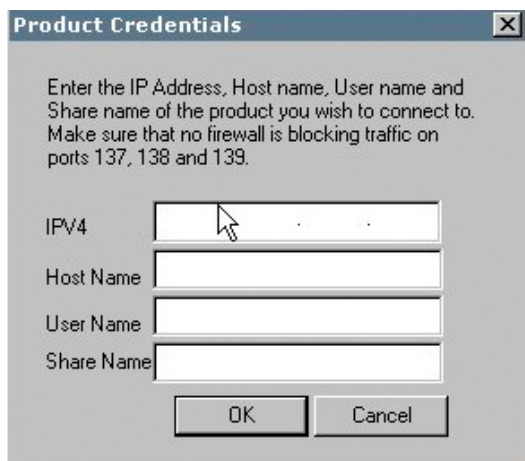 Product Credentials
Enter the IP Address, Host name, User name and
Share name of the product you wish to connect to.
Make sure that no firewall is blocking traffic on
ports 137, 138 and 139.
IPV4
Host Name
User Name
Share Name
OK Cancel